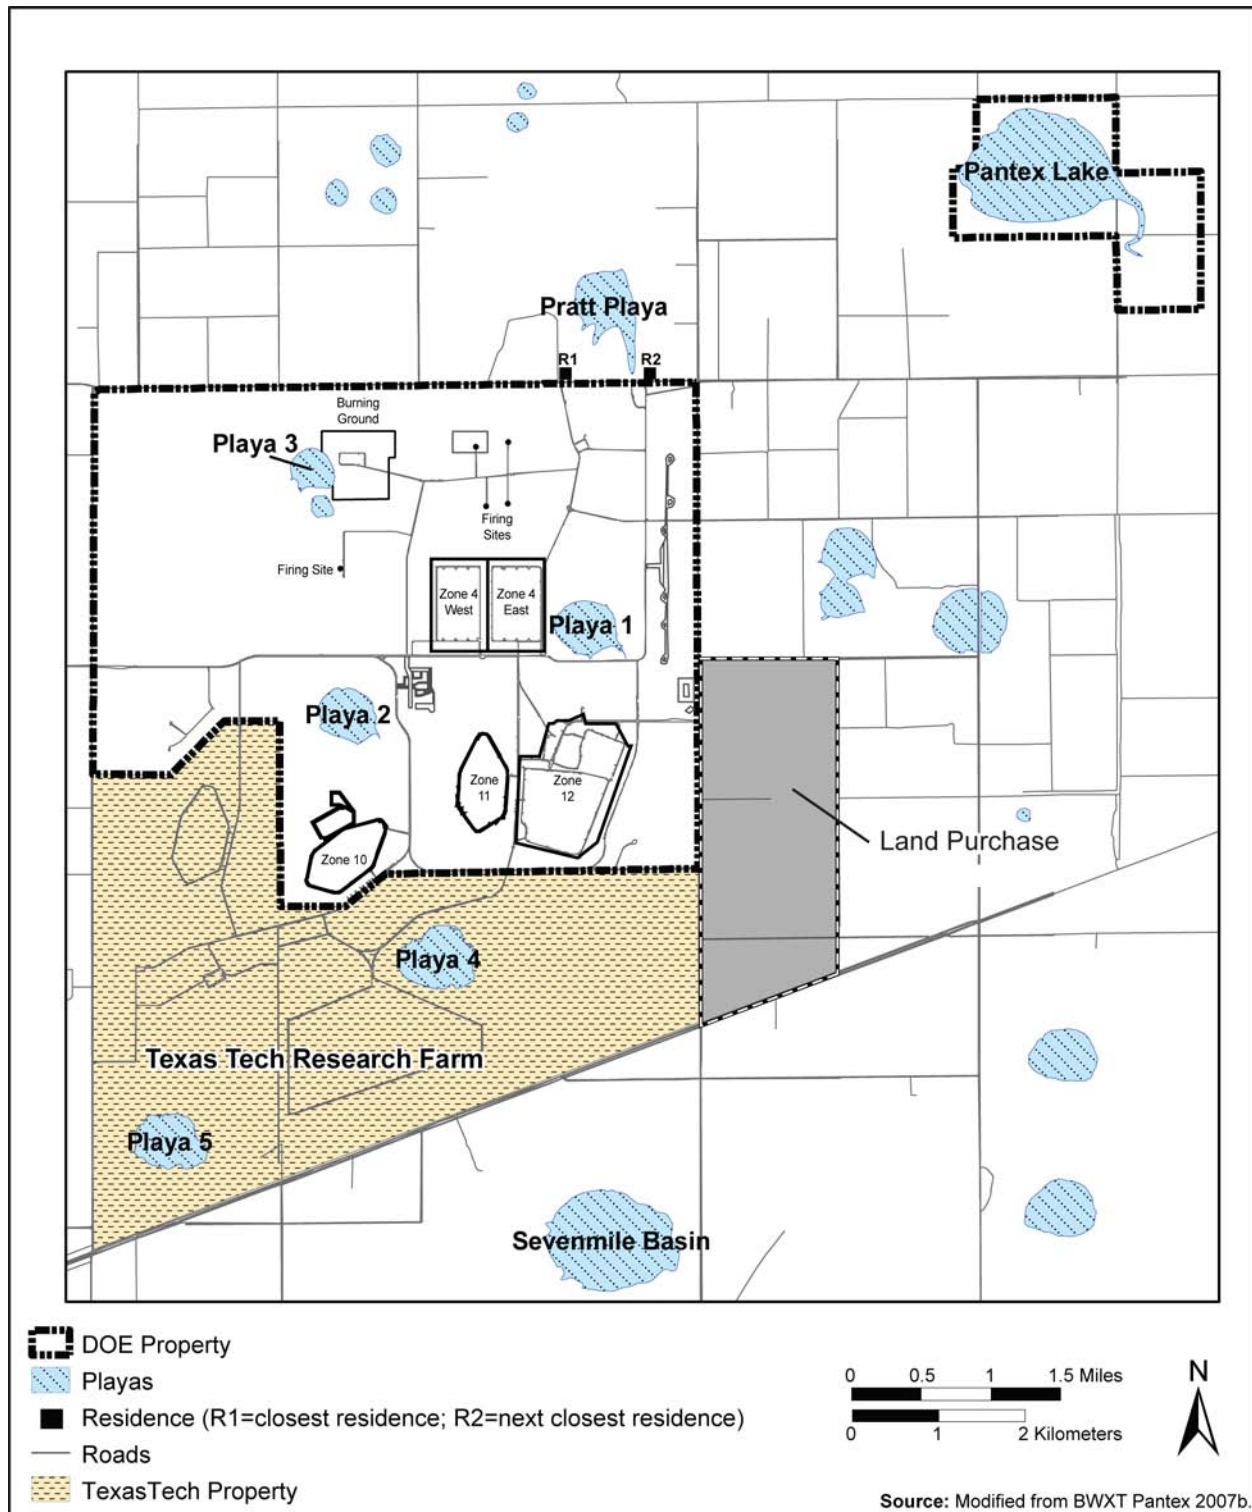 Pantex Lake
Pratt Playa
R1
R2
Burning
Ground
Playa 3
Firing
Sites
Firing Site
Zone 4
West
Zone 4
East
Playa 1
Playa 2
Zone
11
Zone
12
Zone 10
Land Purchase
Playa 4
Texas Tech Research Farm
Playa 5
Sevenmile Basin
DOE Property
Playas
Residence (R1=closest residence; R2=next closest residence)
Roads
TexasTech Property
0 0.5 1 1.5 Miles
0 1 2 Kilometers
N
Source: Modified from BWXT Pantex 2007b.